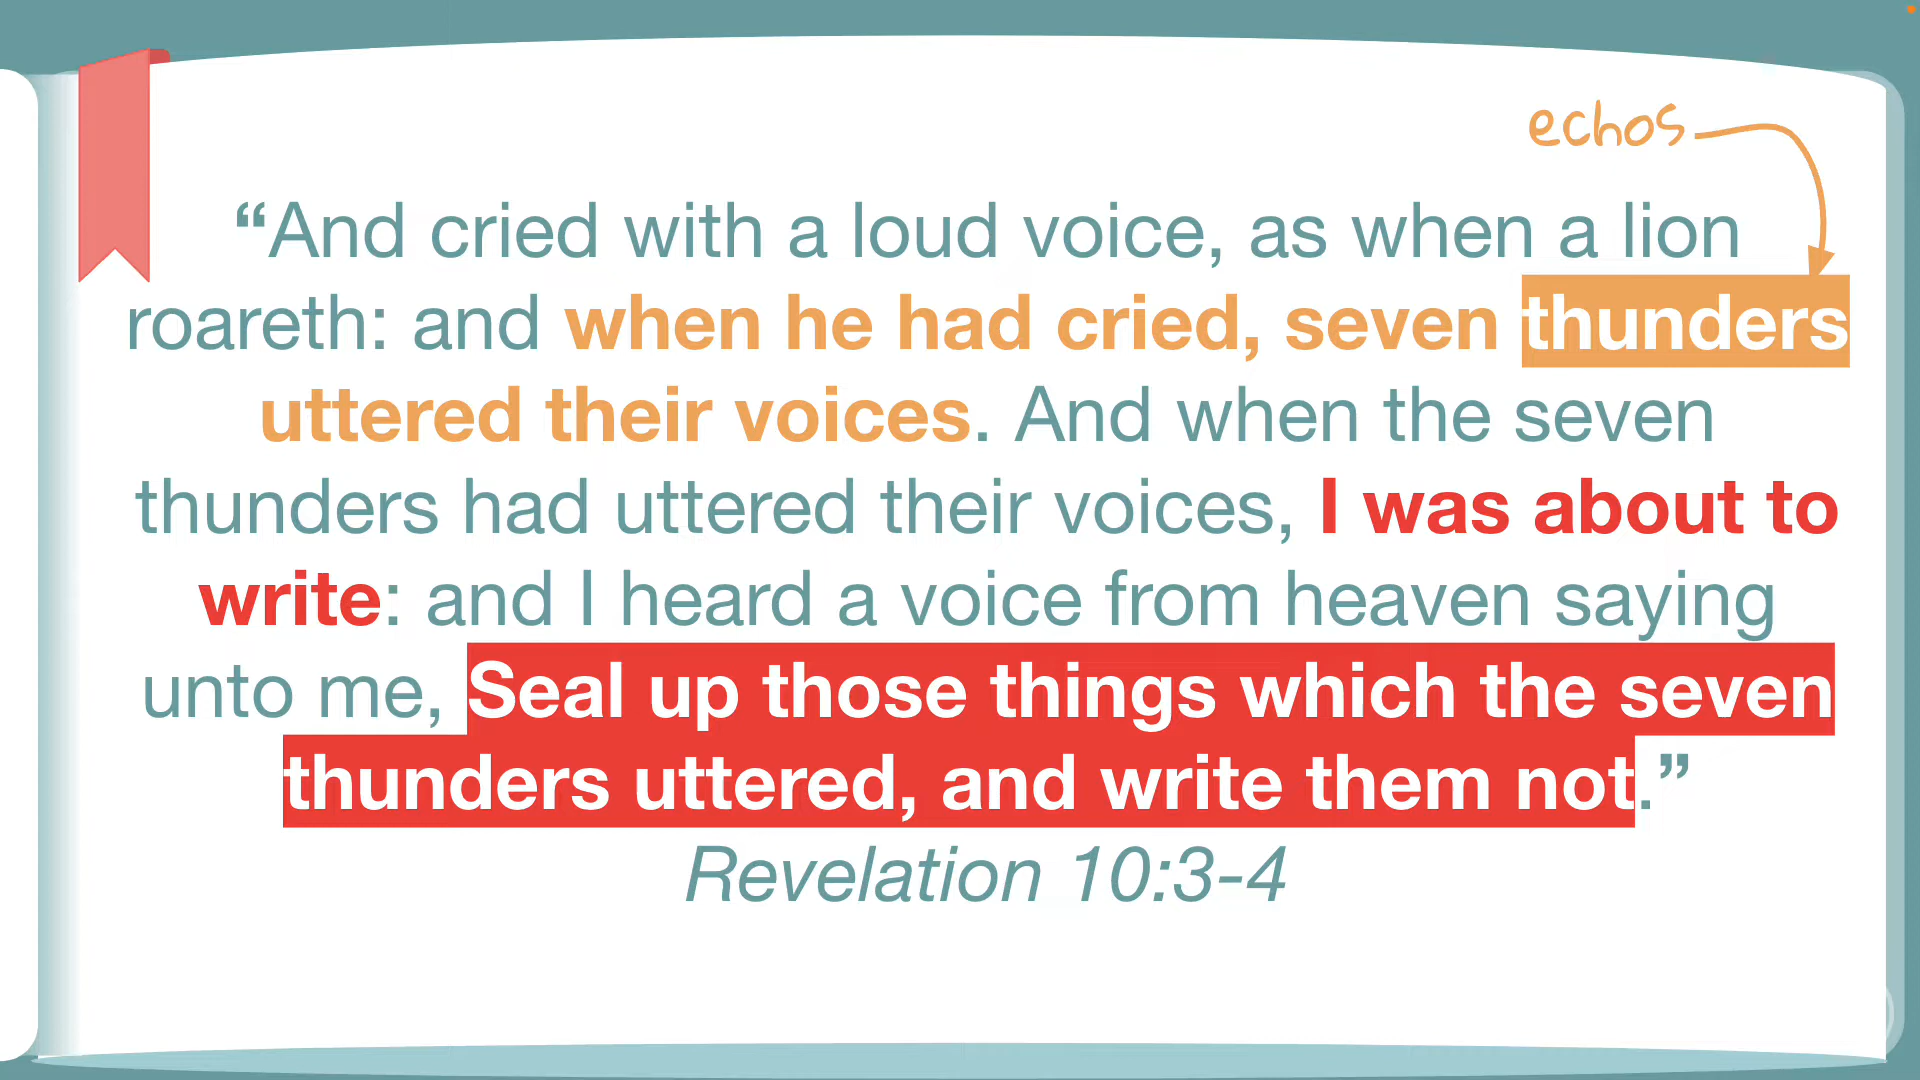 echos
“And cried with a loud voice, as when a lion
roareth: and when he had cried, seven thunders
uttered their voices. And when the seven
thunders had uttered their voices, I was about to
write: and I heard a voice from heaven saying
unto me, Seal up those things which the seven
thunders uttered, and write them not.”
Revelation 10:3-4